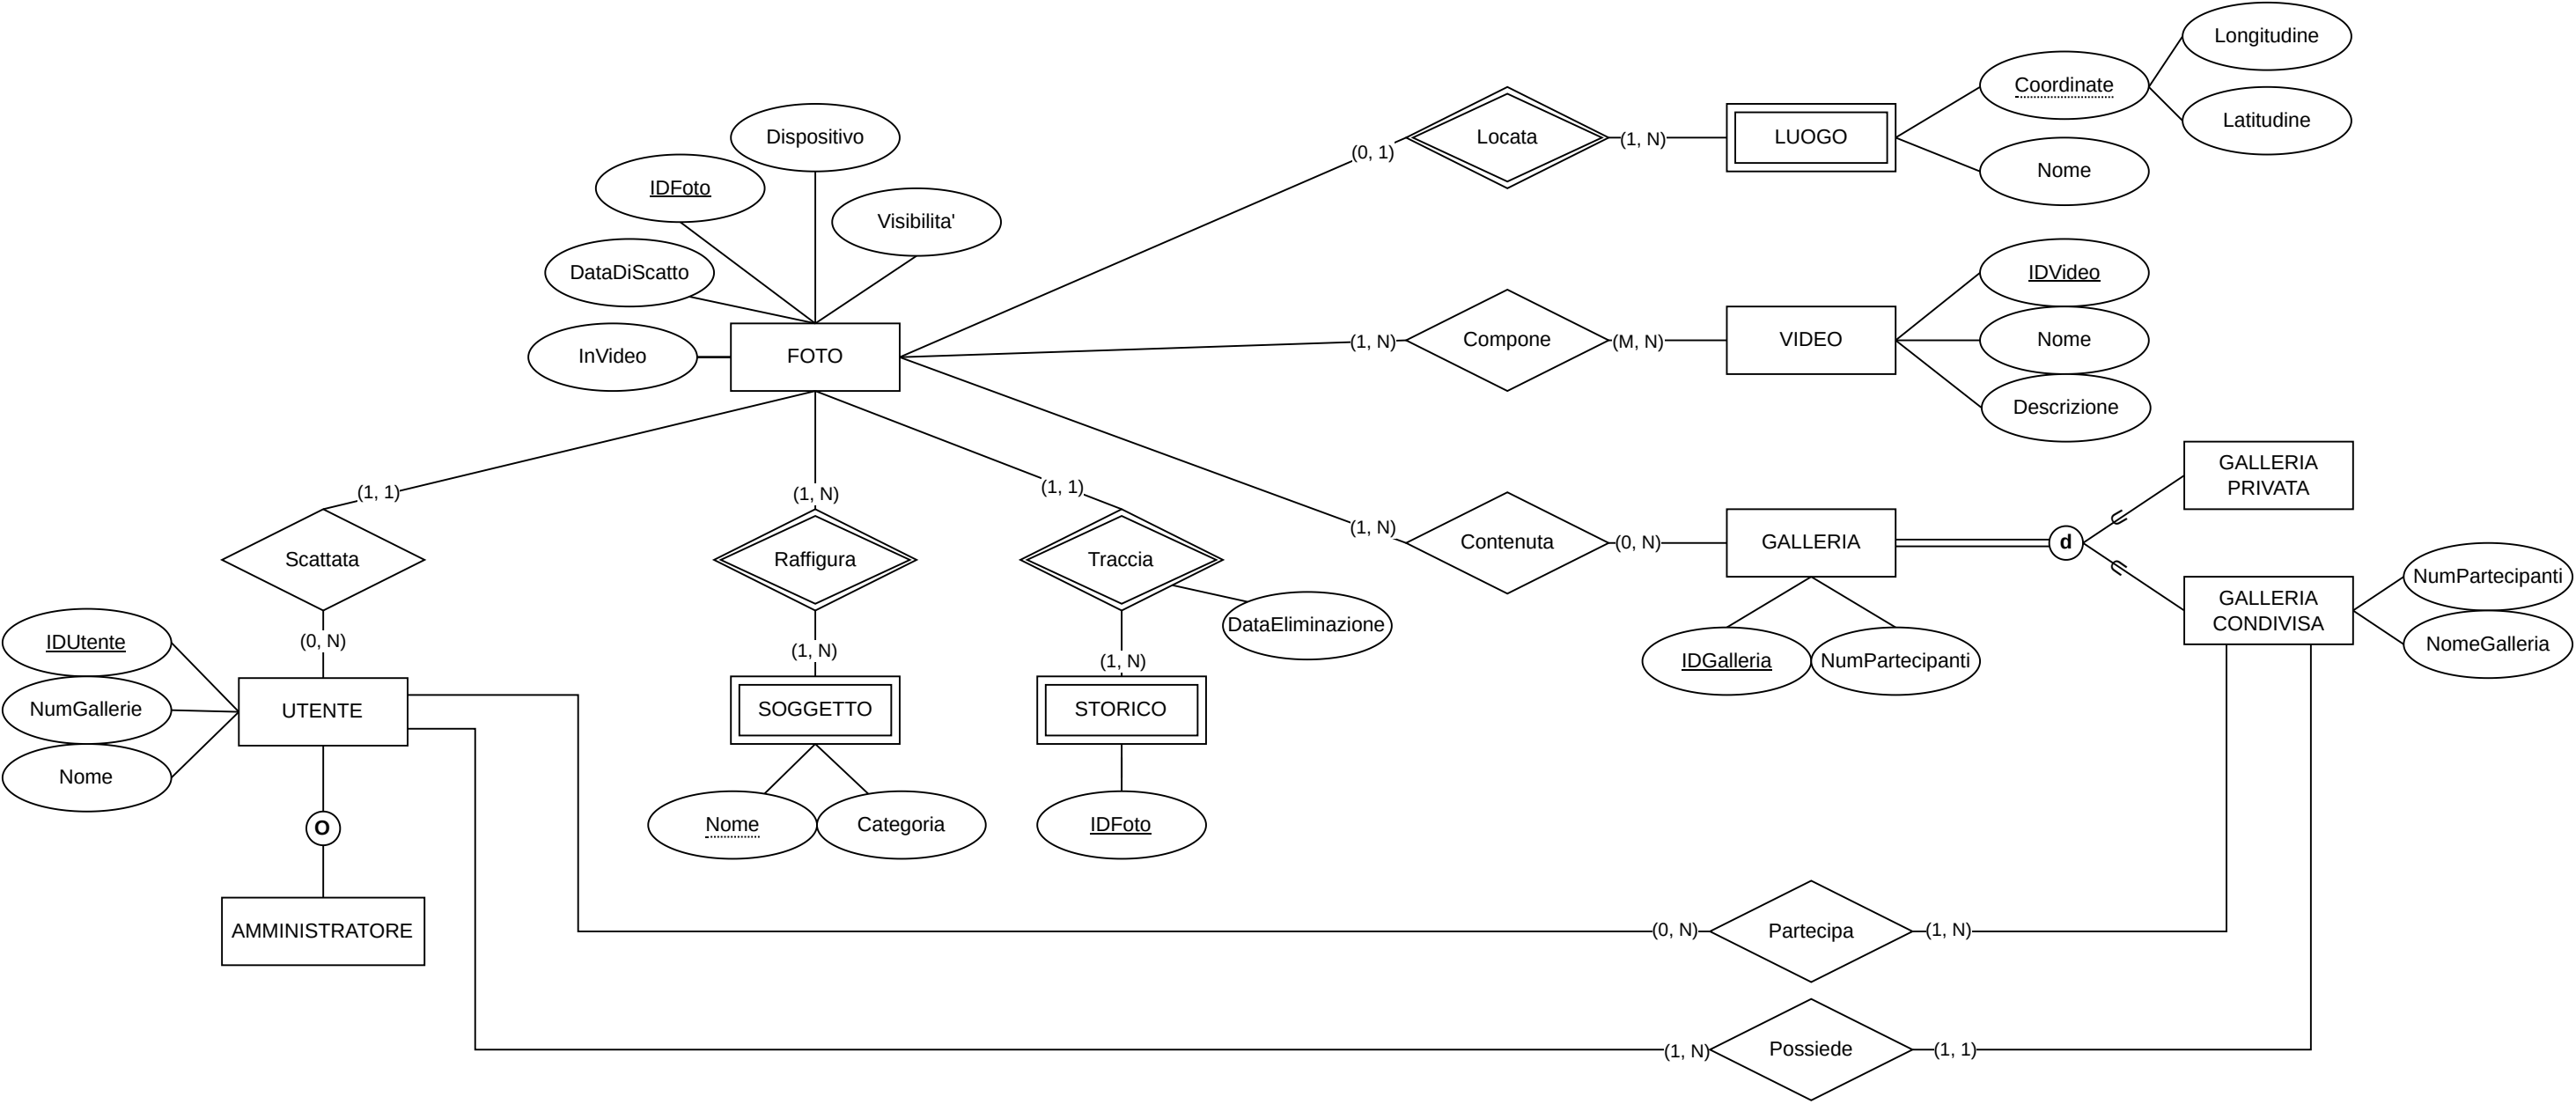 Longitudine
Coordinate
Latitudine
Dispositivo
Locata
LUOGO
(0, 1)
(1, N)
IDFoto
Nome
Visibilita'
DataDiScatto
IDVideo
InVideo
FOTO
(1, N)
Compone
(M, N)
VIDEO
Nome
Descrizione
GALLERIA
PRIVATA
(1, 1)
(1, N)
(1, 1)
(1, N)
Scattata
Raffigura
Traccia
Contenuta
(0, N)
GALLERIA
d
NumPartecipanti
GALLERIA
CONDIVISA
DataEliminazione
IDUtente
(0, N)
(1, N)
(1, N)
IDGalleria
NumPartecipanti
NomeGalleria
NumGallerie
UTENTE
SOGGETTO
STORICO
Nome
O
Nome
Categoria
IDFoto
AMMINISTRATORE
(0, N)
Partecipa
(1, N)
(1, N)
Possiede
(1, 1)